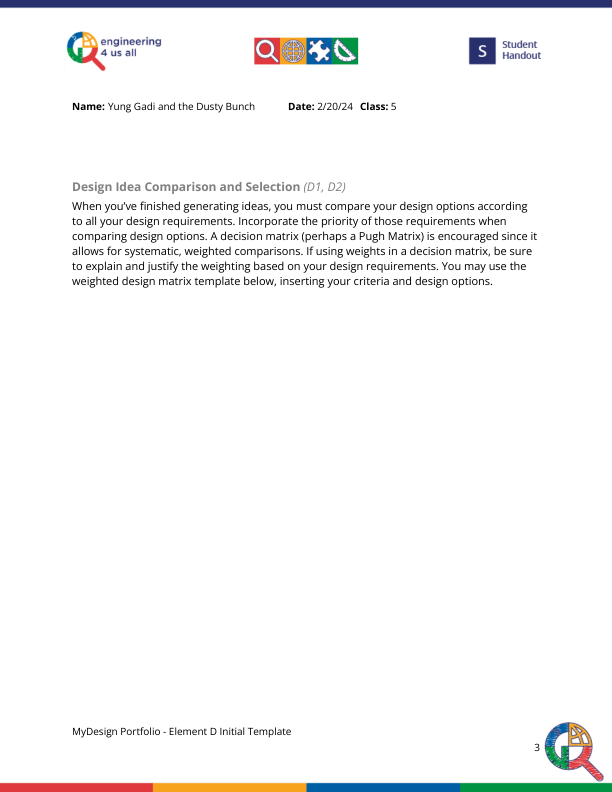 engineering
4 us all
S
Student
Handout
Name: Yung Gadi and the Dusty Bunch Date: 2/20/24 Class: 5
Design Idea Comparison and Selection (D1, D2)
When you’ve finished generating ideas, you must compare your design options according
to all your design requirements. Incorporate the priority of those requirements when
comparing design options. A decision matrix (perhaps a Pugh Matrix) is encouraged since it
allows for systematic, weighted comparisons. If using weights in a decision matrix, be sure
to explain and justify the weighting based on your design requirements. You may use the
weighted design matrix template below, inserting your criteria and design options.
MyDesign Portfolio - Element D Initial Template
3